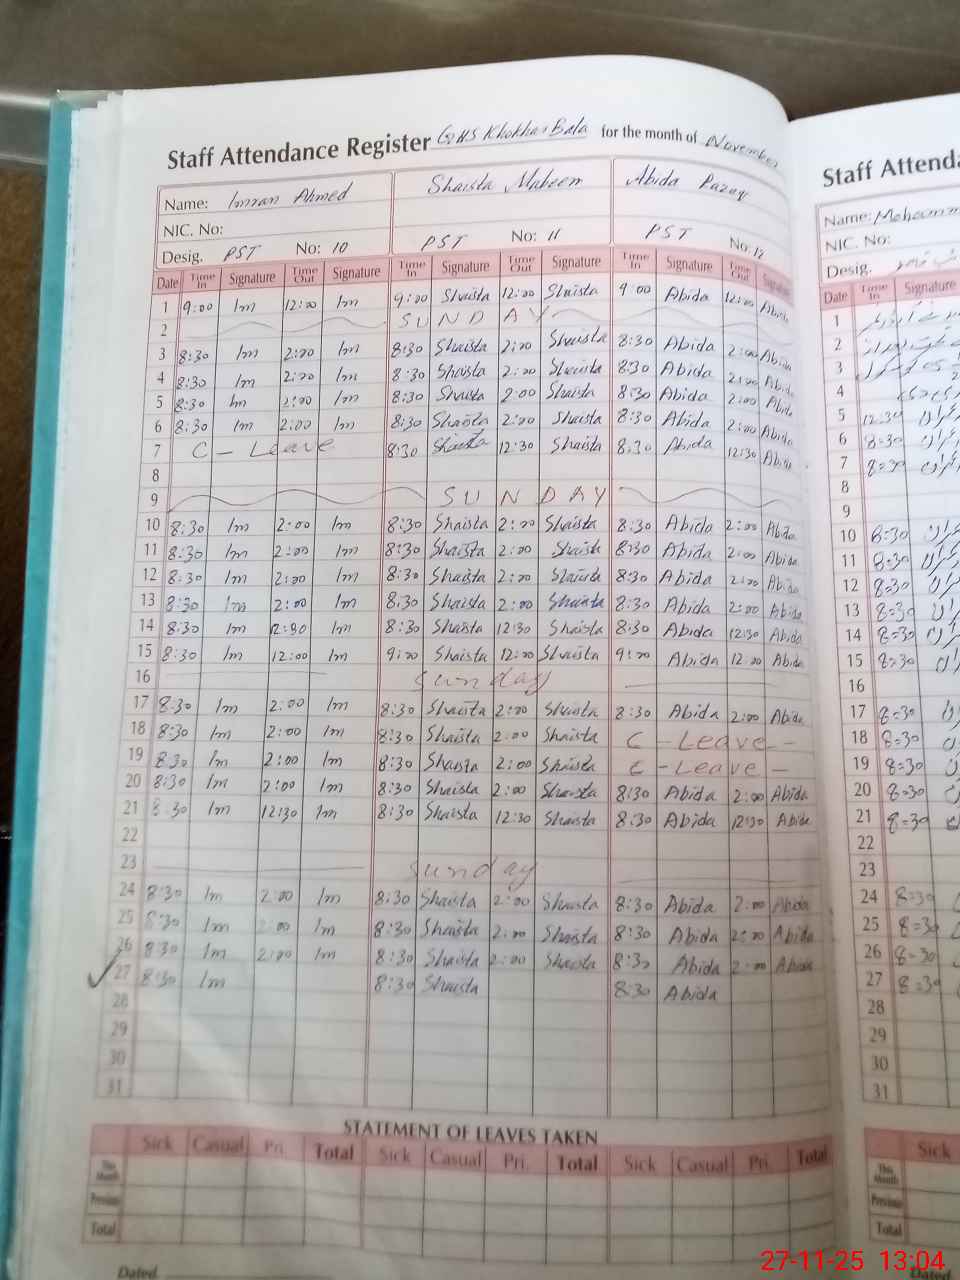 Staff Attendance Register GHS Khokhar Bala for the month of November
Name: Imran Ahmed Shaista Maheem Abida
NIC. No:
Desig. PST No: 10 PST No: 11 PST No: 12
Date Time In Signature Time Out Signature Time In Signature Time Out Signature Time In Signature Time Out Signature
1 9:00 Im 12:00 Im 9:00 Shaista 12:00 Shaista 9 00 Abida 12:00 Abida
2 SUNDAY
3 8:30 Im 2:00 Im 8:30 Shaista 2:00 Shaista 8:30 Abida 2:00 Abida
4 8:30 Im 2:00 Im 8:30 Shaista 2:00 Shaista 8:30 Abida 2:00 Abida
5 8:30 Im 2:00 Im 8:30 Shaista 2:00 Shaista 8:30 Abida 2:00 Abida
6 8:30 Im 2:00 Im 8:30 Shaista 2:00 Shaista 8:30 Abida 2:00 Abida
7 C - Leave 8:30 Shaista 12:30 Shaista 8:30 Abida 12:30 Abida
8
9 SUNDAY
10 8:30 Im 2:00 Im 8:30 Shaista 2:00 Shaista 8:30 Abida 2:00 Abida
11 8:30 Im 2:00 Im 8:30 Shaista 2:00 Shaista 8:30 Abida 2:00 Abida
12 8:30 Im 2:00 Im 8:30 Shaista 2:00 Shaista 8:30 Abida 2:00 Abida
13 8:30 Im 2:00 Im 8:30 Shaista 2:00 Shaista 8:30 Abida 2:00 Abida
14 8:30 Im 12:30 Im 8:30 Shaista 12:30 Shaista 8:30 Abida 12:30 Abida
15 8:30 Im 12:00 Im 9:00 Shaista 12:00 Shaista 9:00 Abida 12:00 Abida
16 Sunday
17 8:30 Im 2:00 Im 8:30 Shaista 2:00 Shaista 8:30 Abida 2:00 Abida
18 8:30 Im 2:00 Im 8:30 Shaista 2:00 Shaista C - Leave -
19 8:30 Im 2:00 Im 8:30 Shaista 2:00 Shaista C - Leave -
20 8:30 Im 2:00 Im 8:30 Shaista 2:00 Shaista 8:30 Abida 2:00 Abida
21 8:30 Im 12:30 Im 8:30 Shaista 12:30 Shaista 8:30 Abida 12:30 Abida
22
23 Sunday
24 8:30 Im 2:00 Im 8:30 Shaista 2:00 Shaista 8:30 Abida 2:00 Abida
25 8:30 Im 2:00 Im 8:30 Shaista 2:00 Shaista 8:30 Abida 2:00 Abida
26 8:30 Im 2:00 Im 8:30 Shaista 2:00 Shaista 8:30 Abida 2:00 Abida
27 8:30 Im 8:30 Shaista 8:30 Abida
28
29
30
31
STATEMENT OF LEAVES TAKEN
Sick Casual Pri. Total Sick Casual Pri. Total Sick Casual Pri. Total
This Month
Previous
Total
Dated
Staff Attend
Name:
NIC. No:
Desig.
Date Time In Signature
1
2
3
4
5 12:30
6 8=30
7 8=30
8
9
10 8=30
11 8=30
12 8=30
13 8=30
14 8=30
15 8=30
16
17 8=30
18 8=30
19 8=30
20 8=30
21 8=30
22
23
24 8=30
25 8=30
26 8=30
27 8=30
28
29
30
31
Sick
This Month
Previous
Total
27-11-25 13:04